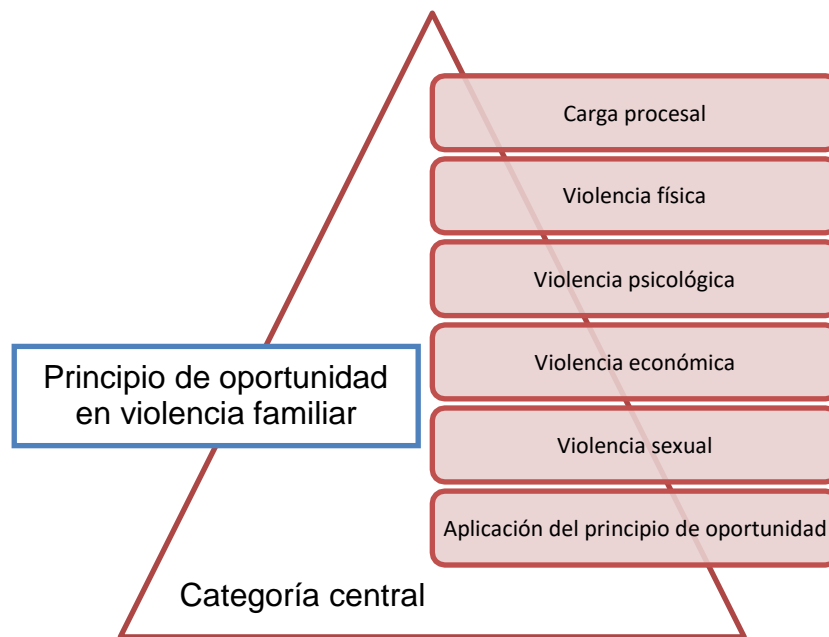 Carga procesal
Violencia física
Violencia psicológica
Violencia económica
Violencia sexual
Aplicación del principio de oportunidad
Principio de oportunidad
en violencia familiar
Categoría central